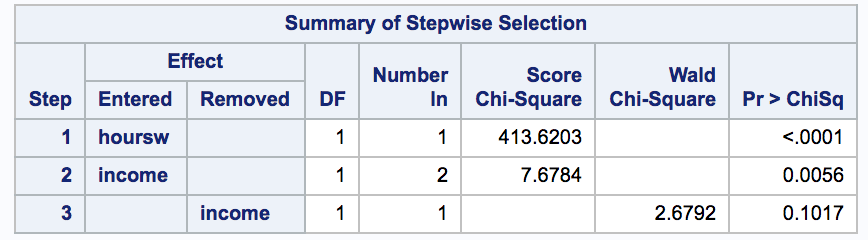 Summary of Stepwise Selection
Step Effect DF Number In Score Chi-Square Wald Chi-Square Pr > ChiSq
Entered Removed
1 hoursw 1 1 413.6203 <.0001
2 income 1 2 7.6784 0.0056
3 income 1 1 2.6792 0.1017